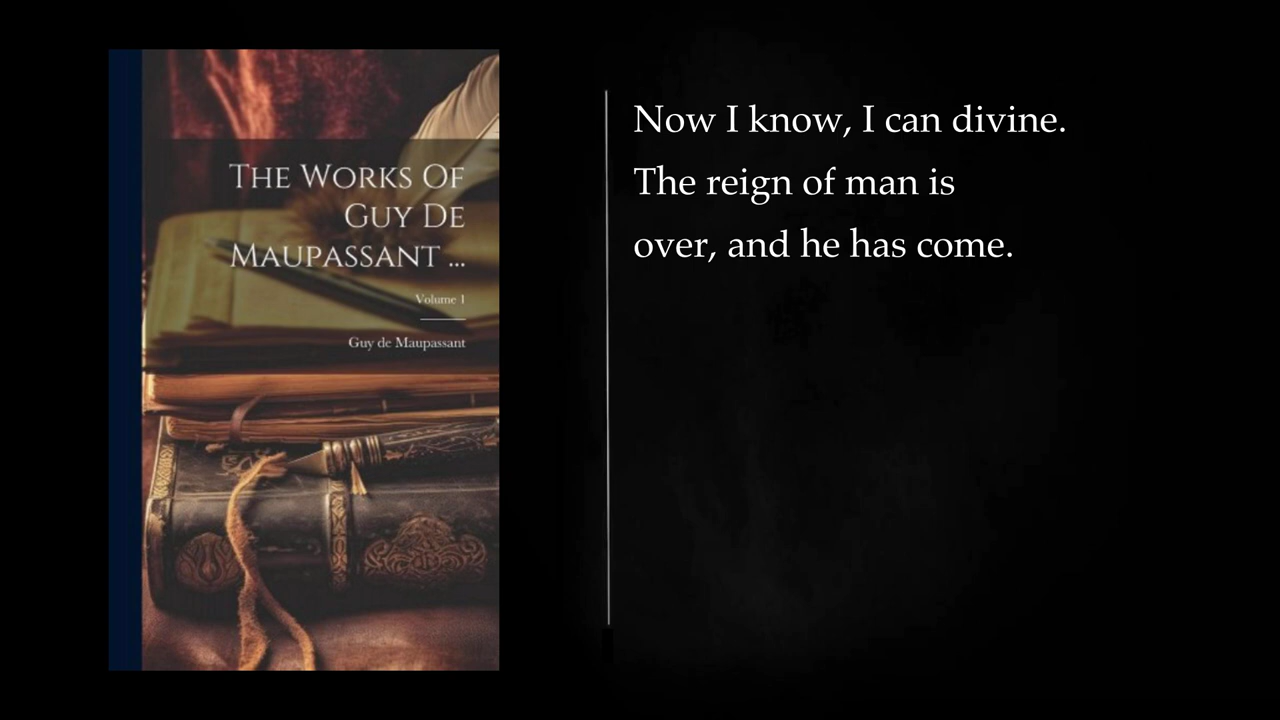 The Works Of
Guy De
Maupassant ...
Volume 1
Guy de Maupassant
Now I know, I can divine.
The reign of man is
over, and he has come.